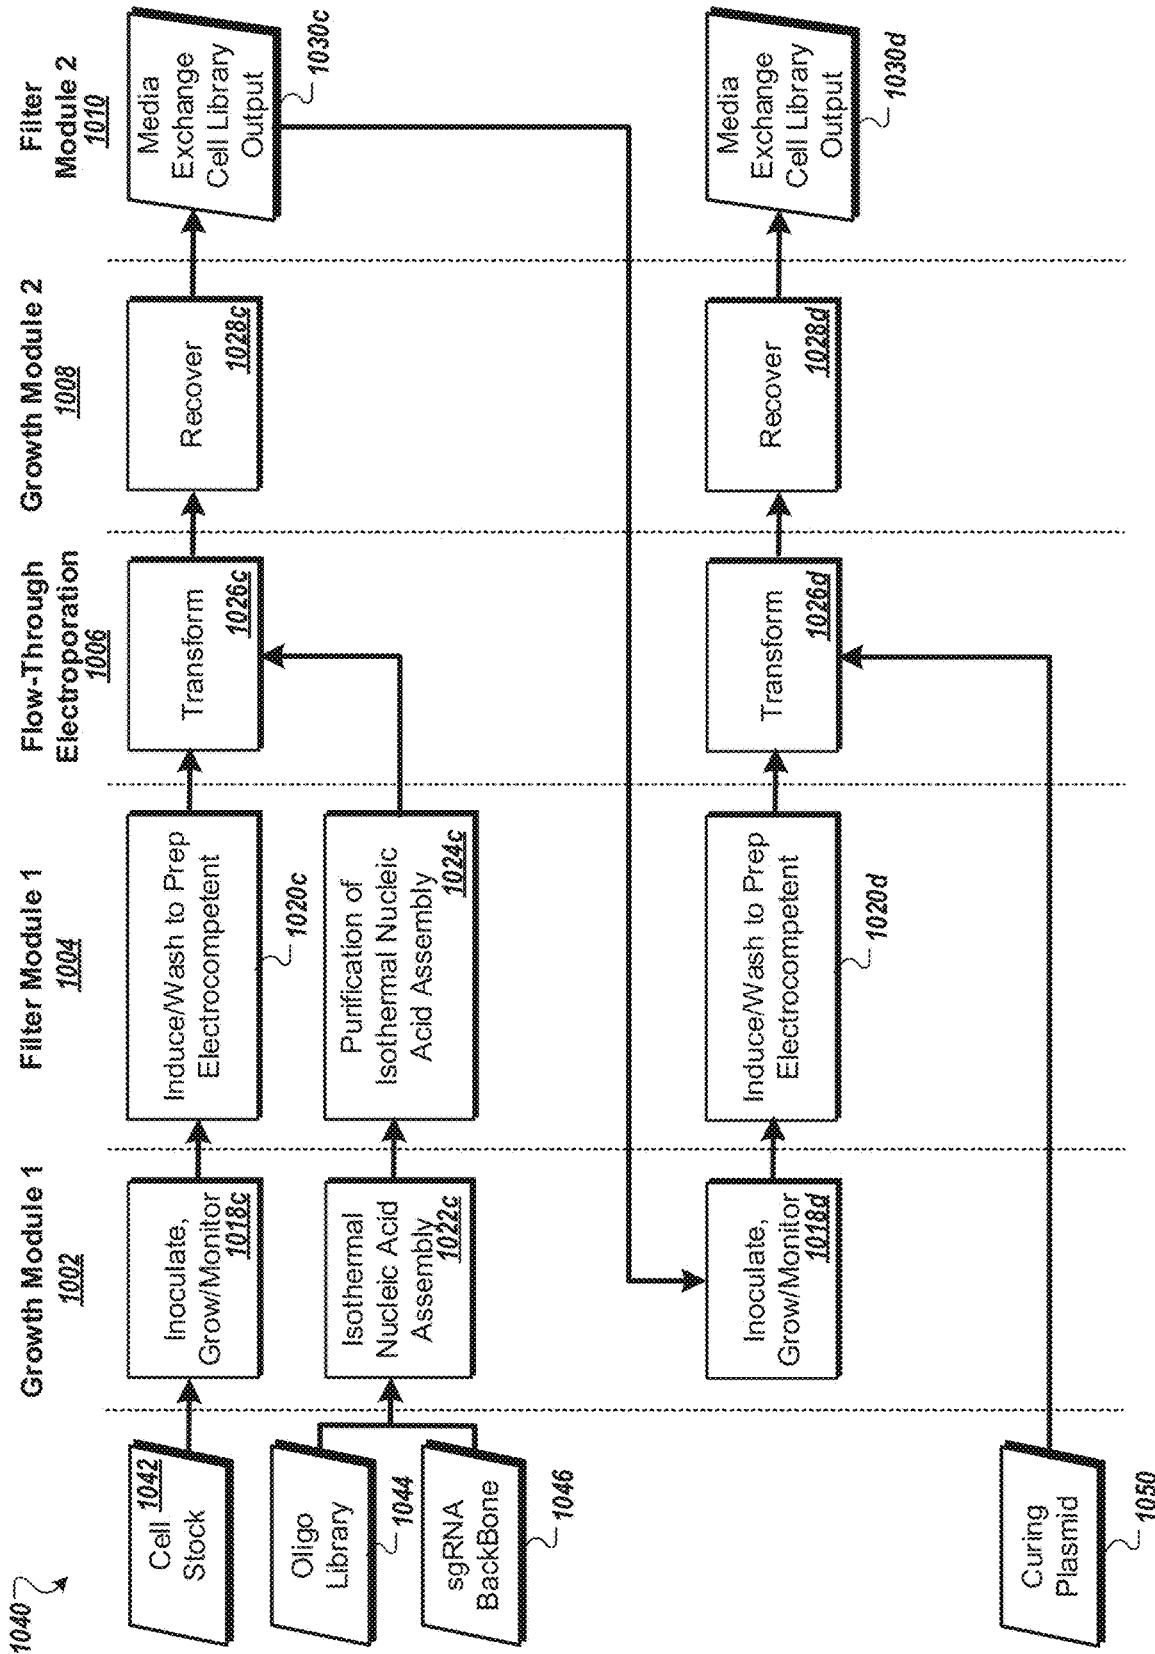 1040
Growth Module 1
1002
Filter Module 1
1004
Flow-Through
Electroporation
1006
Growth Module 2
1008
Filter
Module 2
1010
Cell 1042
Stock
Inoculate,
Grow/Monitor
1018c
Induce/Wash to Prep
Electrocompetent
1020c
Transform
1026c
Recover
1028c
Media
Exchange
Cell Library
Output
1030c
Oligo
Library
1044
sgRNA
BackBone
1046
Isothermal
Nucleic Acid
Assembly
1022c
Purification of
Isothermal Nucleic
Acid Assembly
1024c
Inoculate,
Grow/Monitor
1018d
Induce/Wash to Prep
Electrocompetent
1020d
Transform
1026d
Recover
1028d
Media
Exchange
Cell Library
Output
1030d
Curing
Plasmid
1050